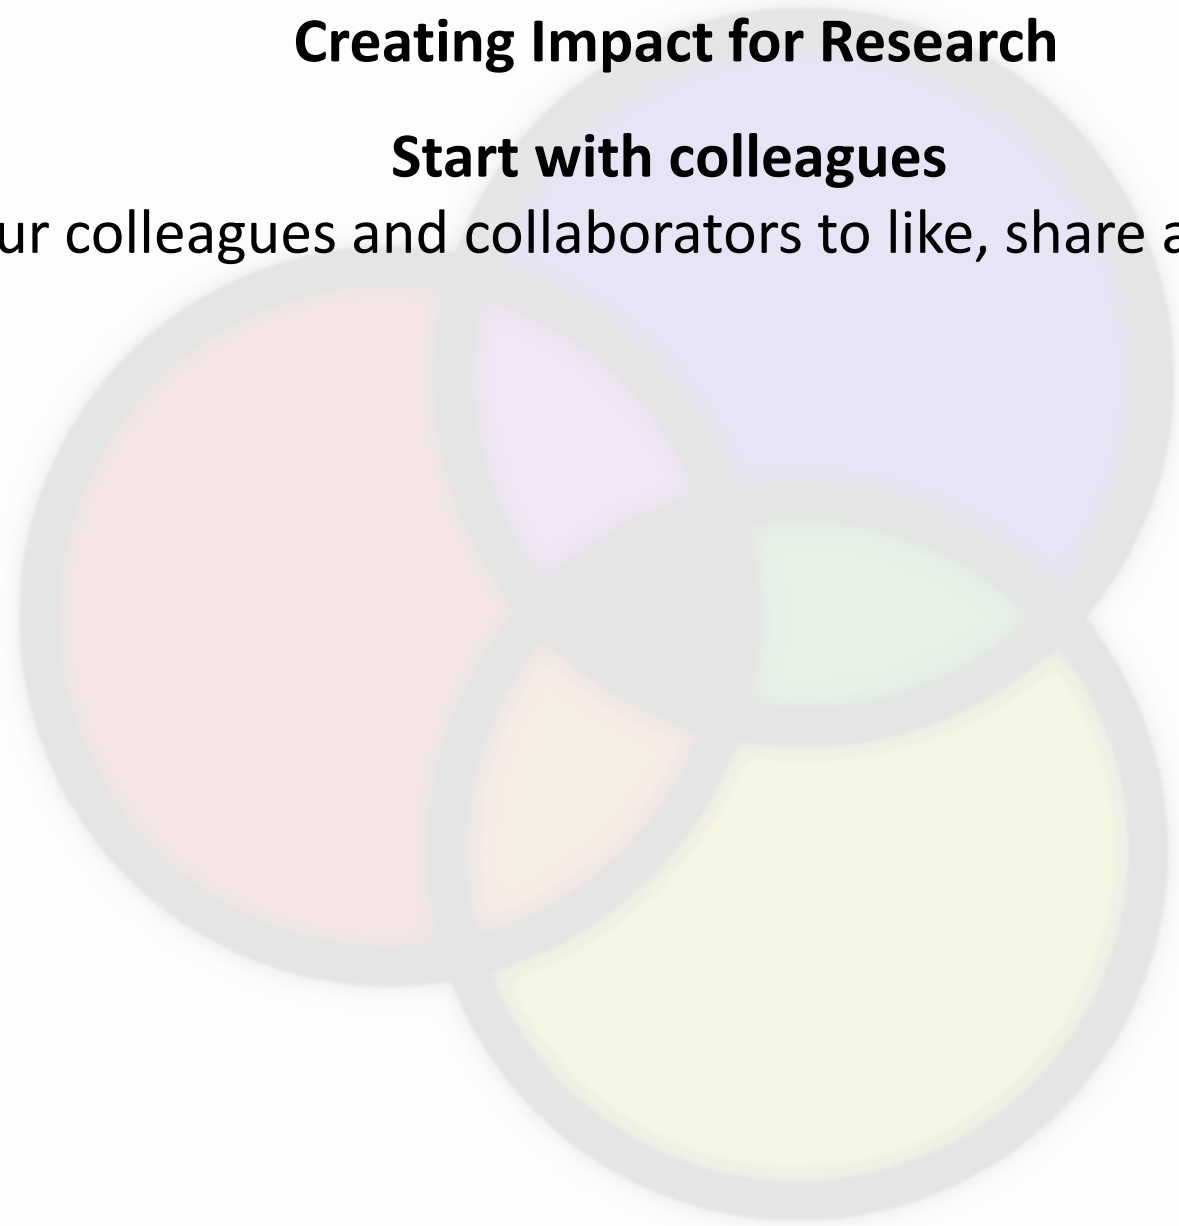 Creating Impact for Research
Start with colleagues
ur colleagues and collaborators to like, share a